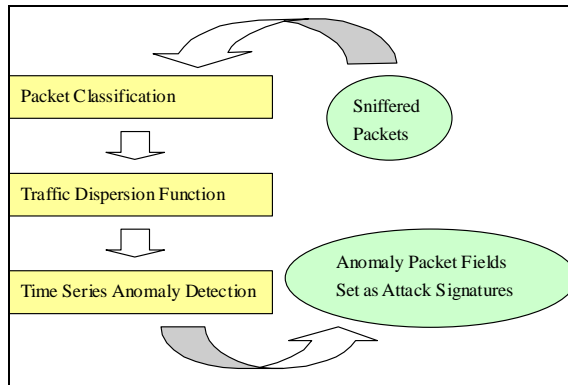 Packet Classification
Sniffered
Packets
Traffic Dispersion Function
Time Series Anomaly Detection
Anomaly Packet Fields
Set as Attack Signatures